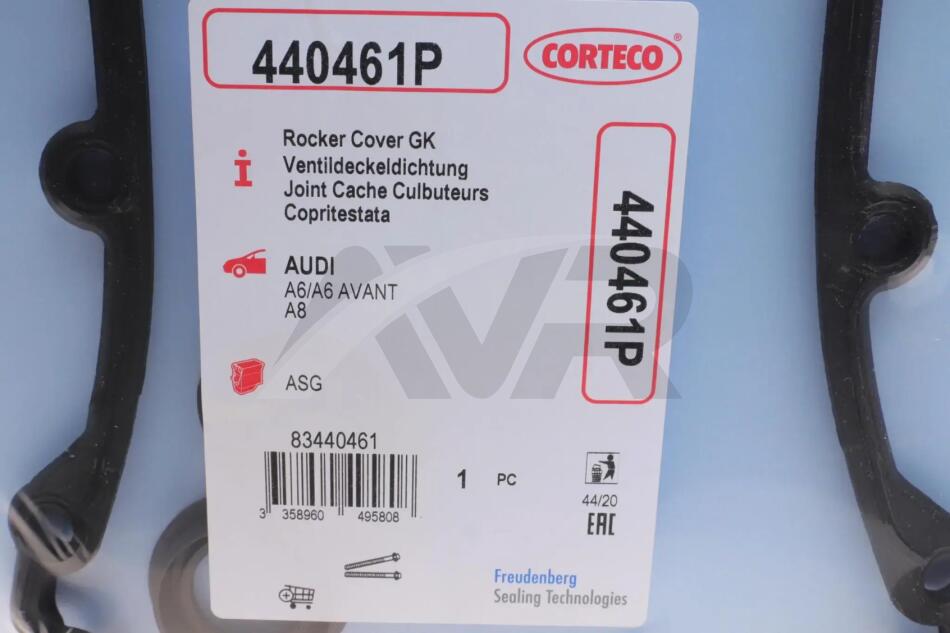 440461P
CORTECO®
Rocker Cover GK
Ventildeckeldichtung
Joint Cache Culbuteurs
Copritestata
440461P
AUDI
A6/A6 AVANT
A8
AVR
ASG
83440461
1 PC
3 358960 495808
44/20
EAC
Freudenberg
Sealing Technologies